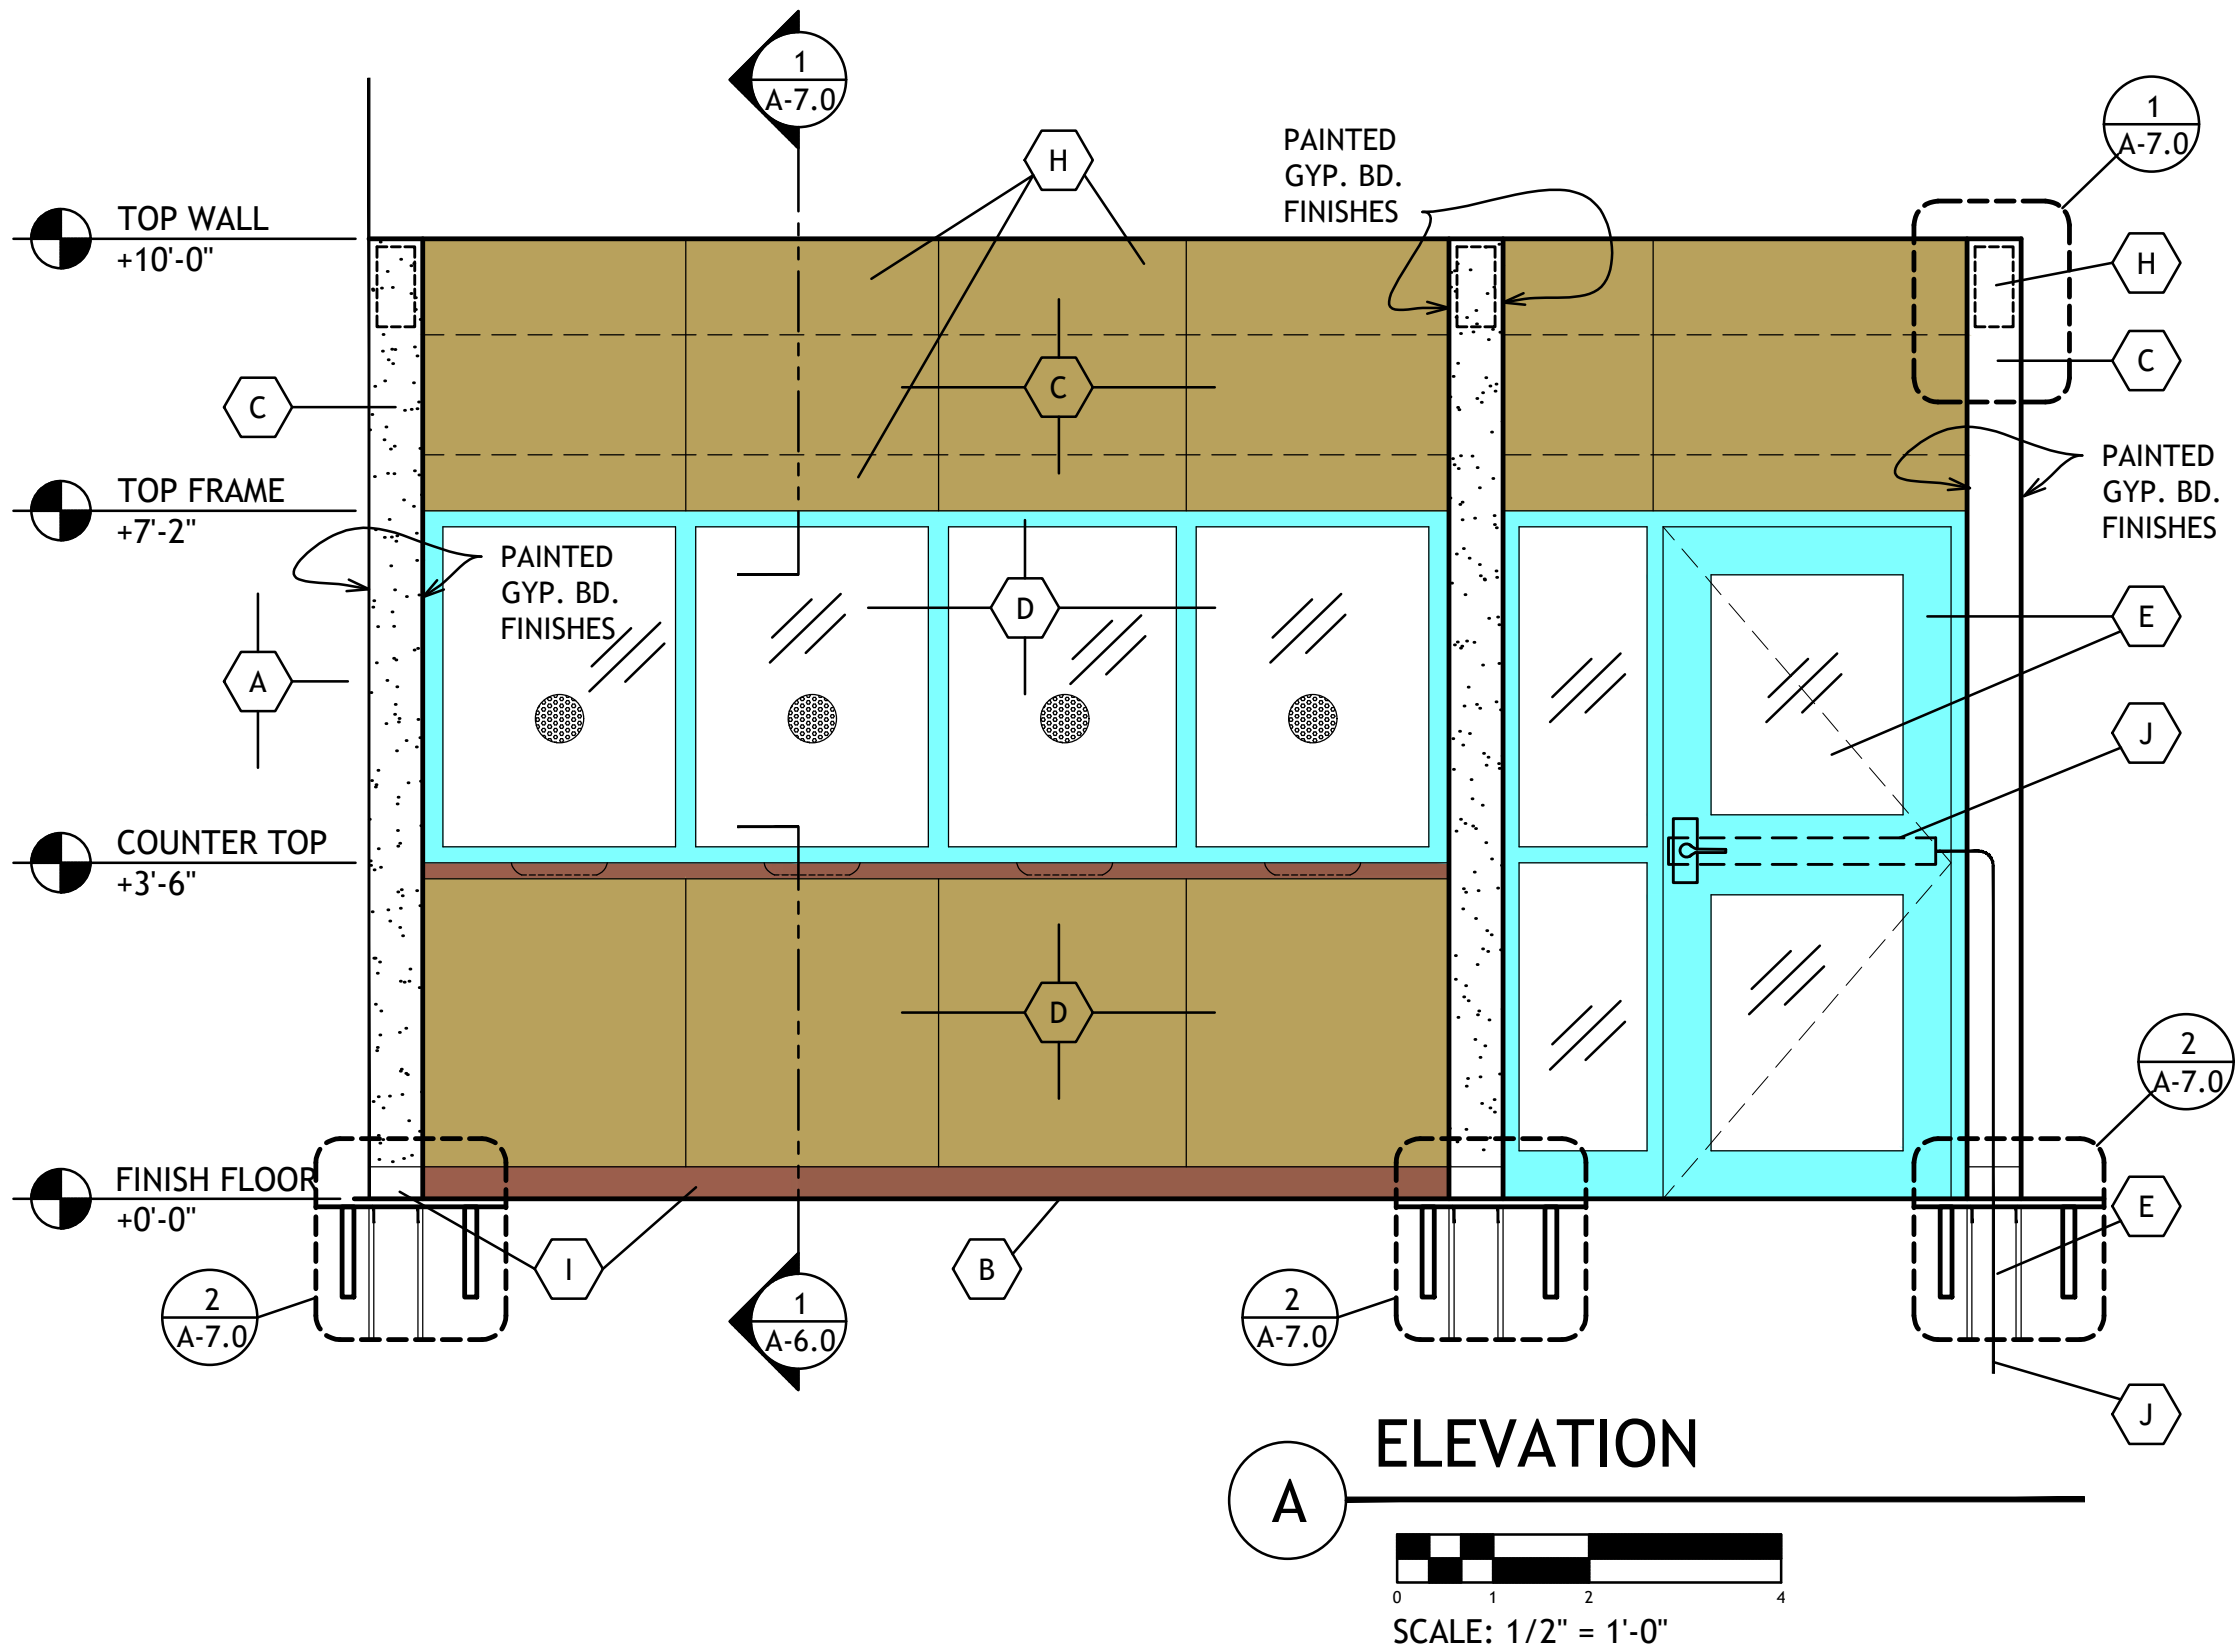 1
A-7.0
1
A-7.0
H
PAINTED
GYP. BD.
FINISHES
TOP WALL
+10'-0"
H
C
C
C
TOP FRAME
+7'-2"
PAINTED
GYP. BD.
FINISHES
PAINTED
GYP. BD.
FINISHES
D
E
A
J
COUNTER TOP
+3'-6"
D
2
A-7.0
FINISH FLOOR
+0'-0"
E
I
B
2
A-7.0
1
A-6.0
2
A-7.0
J
ELEVATION
A
0 1 2 4
SCALE: 1/2" = 1'-0"